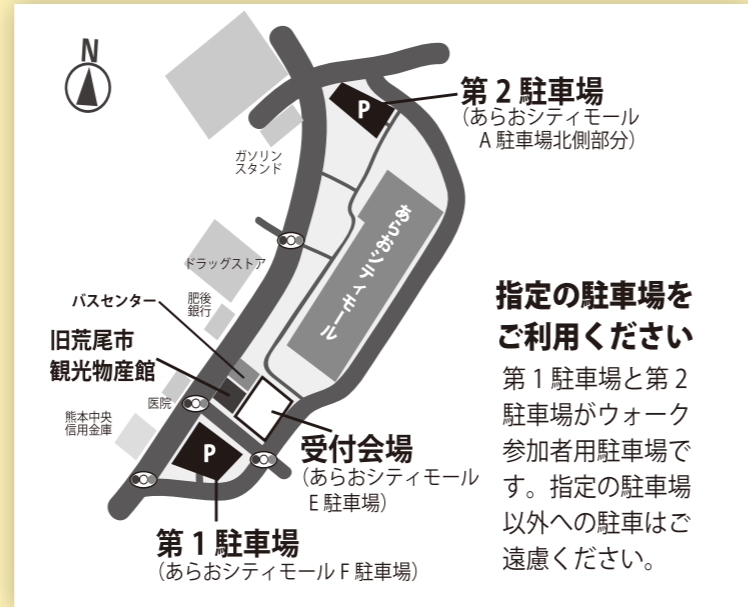 N
P
第2駐車場
(あらおシティモール
A駐車場北側部分)
ガソリン
スタンド
あらおシティモール
ドラッグストア
バスセンター
肥後
銀行
旧荒尾市
観光物産館
医院
熊本中央
信用金庫
P
受付会場
(あらおシティモール
E駐車場)
第1駐車場
(あらおシティモールF駐車場)
指定の駐車場を
ご利用ください
第1駐車場と第2
駐車場がウォーク
参加者用駐車場で
す。指定の駐車場
以外への駐車はご
遠慮ください。